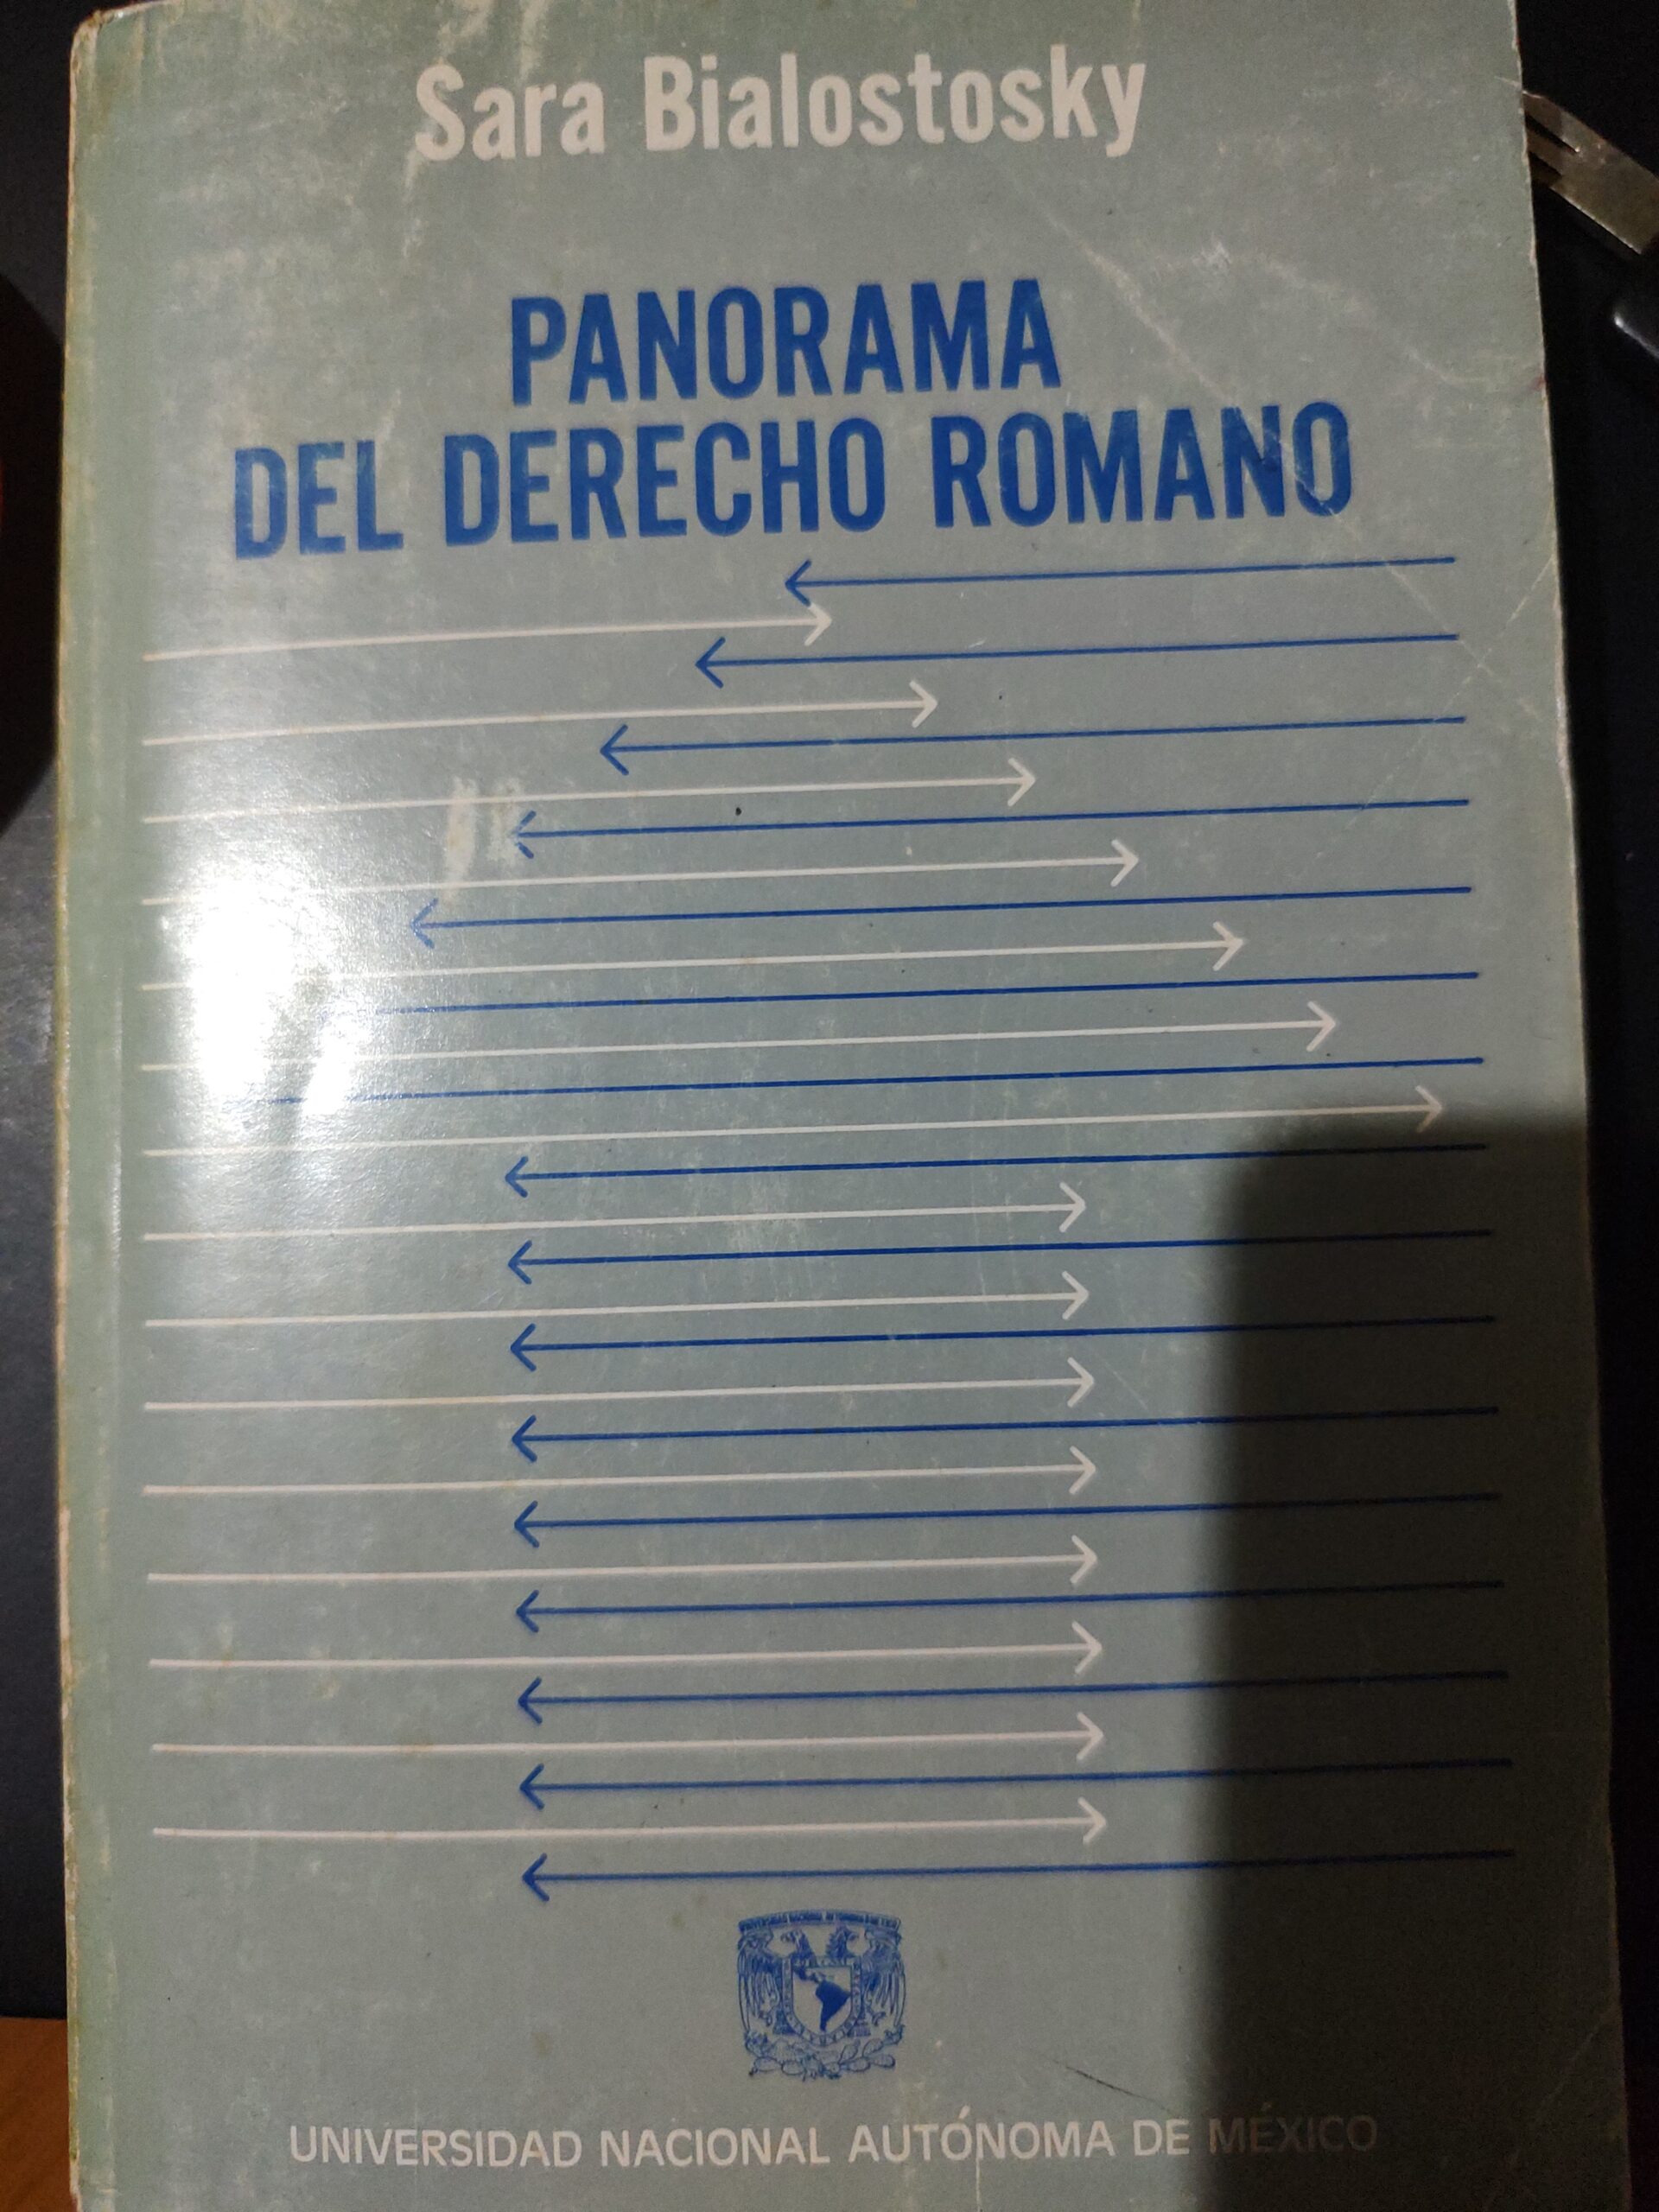 Sara Bialostosky
PANORAMA
DEL DERECHO ROMANO
UNIVERSIDAD NACIONAL AUTÓNOMA DE MÉXICO